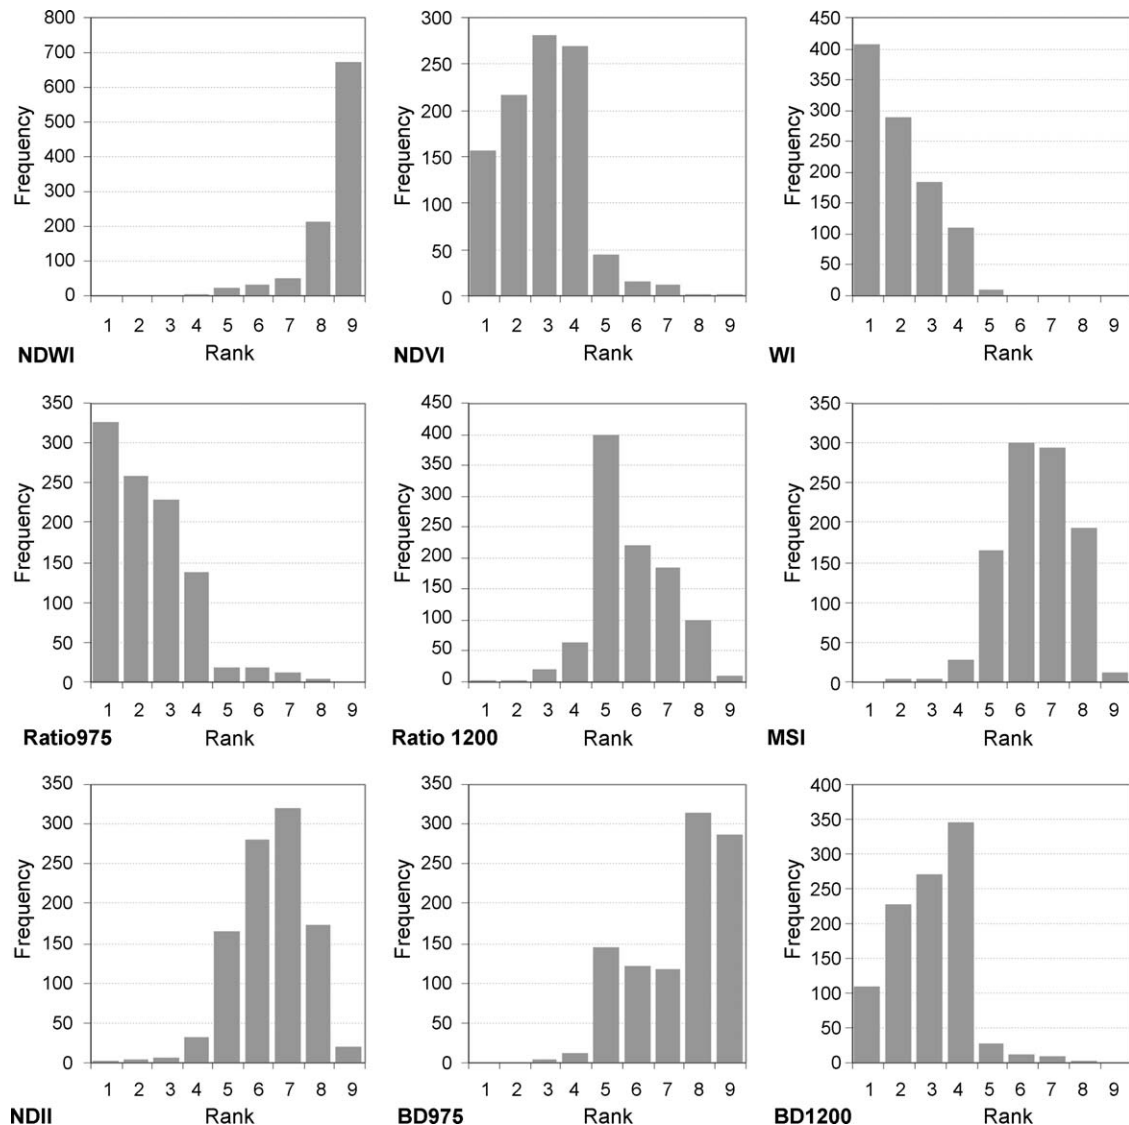 800
700
600
500
400
300
200
100
0
Frequency
1 2 3 4 5 6 7 8 9
NDWI Rank
300
250
200
150
100
50
0
Frequency
1 2 3 4 5 6 7 8 9
NDVI Rank
450
400
350
300
250
200
150
100
50
0
Frequency
1 2 3 4 5 6 7 8 9
WI Rank
350
300
250
200
150
100
50
0
Frequency
1 2 3 4 5 6 7 8 9
Ratio975 Rank
450
400
350
300
250
200
150
100
50
0
Frequency
1 2 3 4 5 6 7 8 9
Ratio 1200 Rank
350
300
250
200
150
100
50
0
Frequency
1 2 3 4 5 6 7 8 9
MSI Rank
350
300
250
200
150
100
50
0
Frequency
1 2 3 4 5 6 7 8 9
NDII Rank
350
300
250
200
150
100
50
0
Frequency
1 2 3 4 5 6 7 8 9
BD975 Rank
400
350
300
250
200
150
100
50
0
Frequency
1 2 3 4 5 6 7 8 9
BD1200 Rank